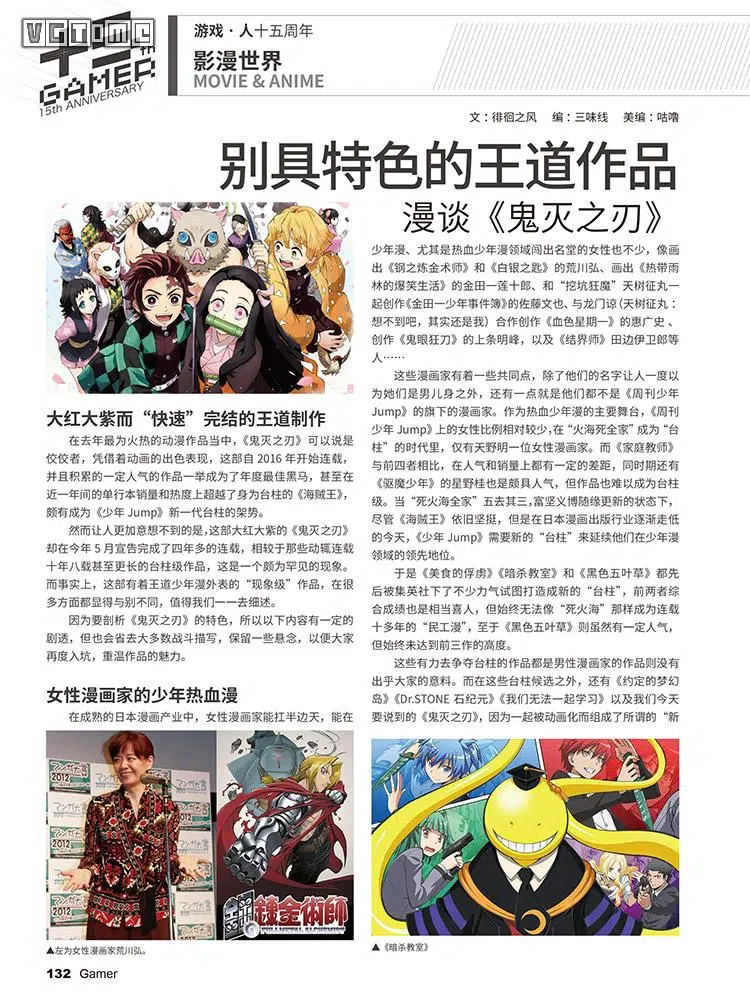 VGTIME
十五th
GAMER
15th ANNIVERSARY
游戏·人十五周年
影漫世界
MOVIE & ANIME
文：徘徊之风 编：三味线 美编：咕噜
别具特色的王道作品
漫谈《鬼灭之刃》
大红大紫而“快速”完结的王道制作
在去年最为火热的动漫作品当中，《鬼灭之刃》可以说是
佼佼者，凭借着动画的出色表现，这部自 2016 年开始连载，
并且积累的一定人气的作品一举成为了年度最佳黑马，甚至在
近一年间的单行本销量和热度上超越了身为台柱的《海贼王》，
颇有成为《少年 Jump》新一代台柱的架势。
然而让人更加意想不到的是，这部大红大紫的《鬼灭之刃》
却在今年 5 月宣告完成了四年多的连载，相较于那些动辄连载
十年八载甚至更长的台柱级作品，这是一个颇为罕见的现象。
而事实上，这部有着王道少年漫外表的“现象级”作品，在很
多方面都显得与别不同，值得我们一一去细述。
因为要剖析《鬼灭之刃》的特色，所以以下内容有一定的
剧透，但也会省去大多数战斗描写，保留一些悬念，以便大家
再度入坑，重温作品的魅力。
女性漫画家的少年热血漫
在成熟的日本漫画产业中，女性漫画家能扛半边天，能在
少年漫、尤其是热血少年漫领域闯出名堂的女性也不少，像画
出《钢之炼金术师》和《白银之匙》的荒川弘、画出《热带雨
林的爆笑生活》的金田一莲十郎、和“挖坑狂魔”天树征丸一
起创作《金田一少年事件簿》的佐藤文也、与龙门谅（天树征丸：
想不到吧，其实还是我）合作创作《血色星期一》的惠广史 、
创作《鬼眼狂刀》的上条明峰，以及《结界师》田边伊卫郎等
人……
这些漫画家有着一些共同点，除了他们的名字让人一度以
为她们是男儿身之外，还有一点就是他们都不是《周刊少年
Jump》的旗下的漫画家。作为热血少年漫的主要舞台，《周刊
少年 Jump》上的女性比例相对较少，在“火海死全家”成为“台
柱”的时代里，仅有天野明一位女性漫画家。而《家庭教师》
与前四者相比，在人气和销量上都有一定的差距，同时期还有
《驱魔少年》的星野桂也是颇具人气，但作品也难以成为台柱
级。当“死火海全家”五去其三，富坚义博随缘更新的状态下，
尽管《海贼王》依旧坚挺，但是在日本漫画出版行业逐渐走低
的今天，《少年 Jump》需要新的“台柱”来延续他们在少年漫
领域的领先地位。
于是《美食的俘虏》《暗杀教室》和《黑色五叶草》都先
后被集英社下了不少力气试图打造成新的“台柱”，前两者综
合成绩也是相当喜人，但始终无法像“死火海”那样成为连载
十多年的“民工漫”，至于《黑色五叶草》则虽然有一定人气，
但始终未达到前三作的高度。
这些有力去争夺台柱的作品都是男性漫画家的作品则没有
出乎大家的意料。而在这些台柱候选之外，还有《约定的梦幻
岛》《Dr.STONE 石纪元》《我们无法一起学习》以及我们今天
要说到的《鬼灭之刃》，因为一起被动画化而组成了所谓的“新
マンガ大賞
2012
鋼の錬金術師
FULLMETAL ALCHEMIST
▲左为女性漫画家荒川弘。
▲《暗杀教室》
132 Gamer